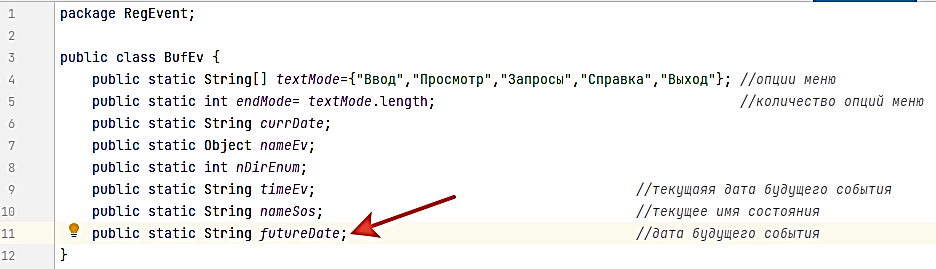 1 package RegEvent;
2
3 public class BufEv {
4 public static String[] textMode={"Ввод","Просмотр","Запросы","Справка","Выход"}; //опции меню
5 public static int endMode= textMode.length; //количество опций меню
6 public static String currDate;
7 public static Object nameEv;
8 public static int nDirEnum;
9 public static String timeEv; //текущаяя дата будущего события
10 public static String nameSos; //текущее имя состояния
11 public static String futureDate; //дата будущего события
12 }